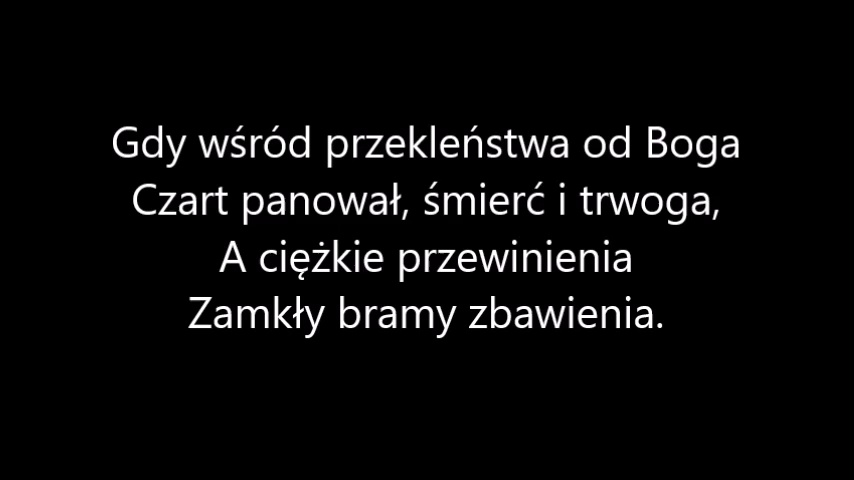 Gdy wśród przekleństwa od Boga
Czart panował, śmierć i trwoga,
A ciężkie przewinienia
Zamkły bramy zbawienia.